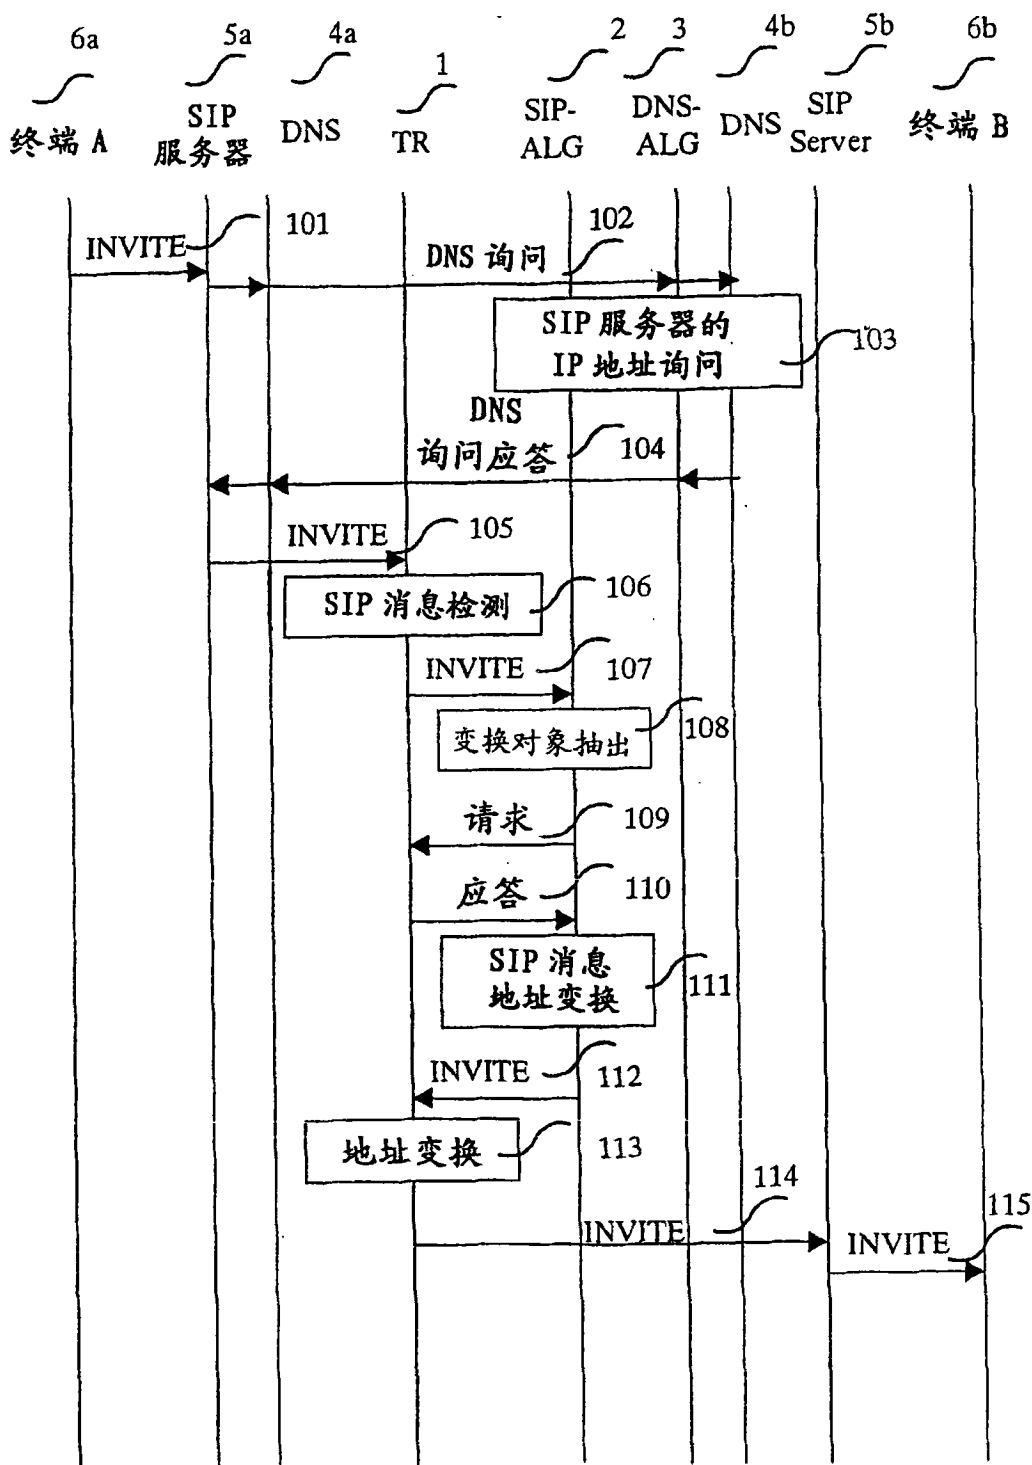 6a 5a 4a 1 2 3 4b 5b 6b
终端 A
SIP
服务器
DNS
TR
SIP-
ALG
DNS-
ALG
DNS
SIP
Server
终端 B
INVITE 101
DNS 询问 102
SIP 服务器的
IP 地址询问
103
DNS
询问应答 104
INVITE 105
SIP 消息检测 106
INVITE 107
变换对象抽出 108
请求 109
应答 110
SIP 消息
地址变换
111
INVITE 112
地址变换 113
INVITE 114
INVITE 115